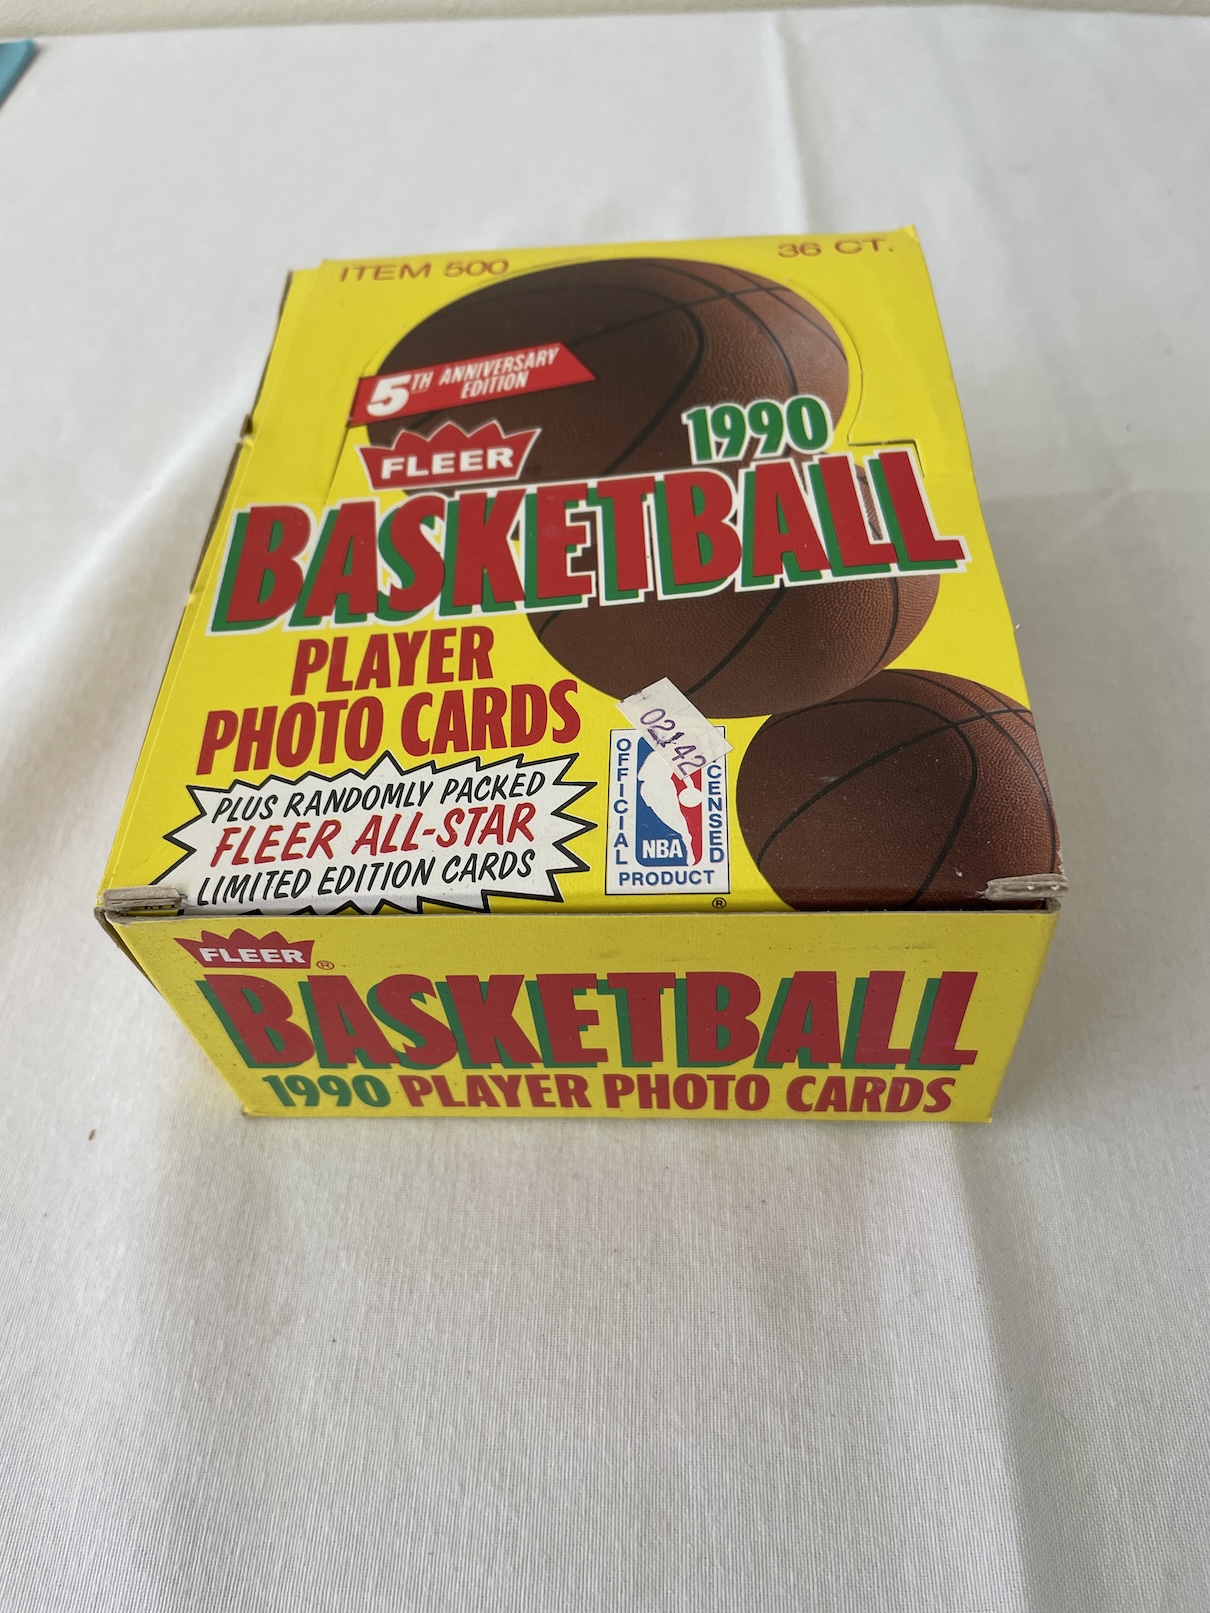 ITEM 500
36 CT.
5TH ANNIVERSARY
EDITION
FLEER
1990
BASKETBALL
PLAYER
PHOTO CARDS
PLUS RANDOMLY PACKED
FLEER ALL-STAR
LIMITED EDITION CARDS
OFFICIAL
NBA
PRODUCT
®
FLEER ®
BASKETBALL
1990 PLAYER PHOTO CARDS